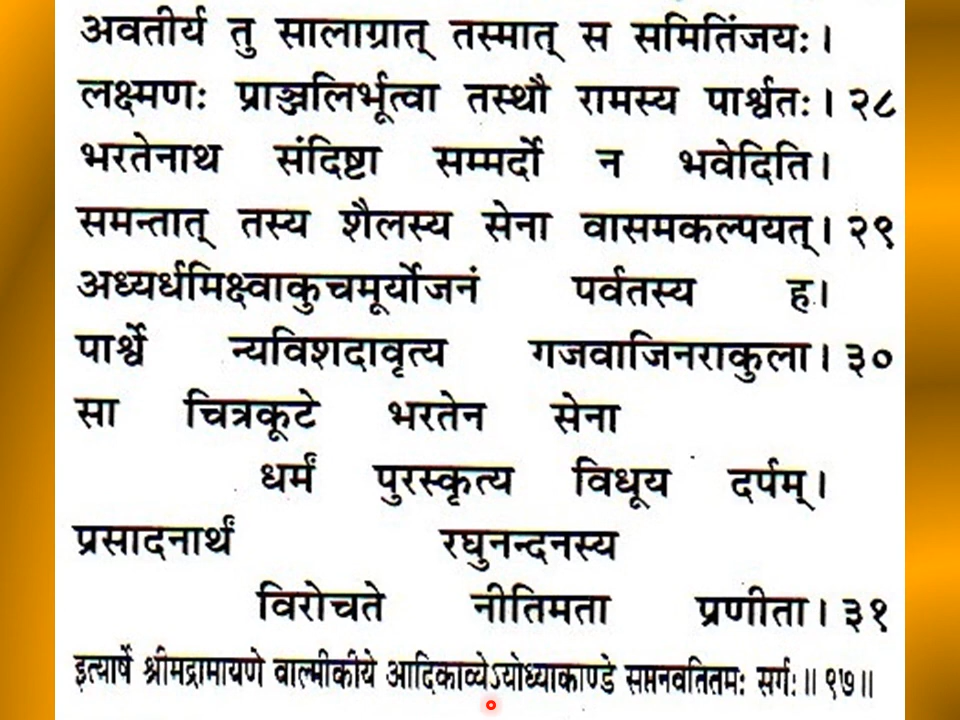 अवतीर्य तु सालाग्रात् तस्मात् स समितिंजयः।
लक्ष्मणः प्राञ्जलिर्भूत्वा तस्थौ रामस्य पार्श्वतः। २८
भरतेनाथ संदिष्टा सम्मर्दो न भवेदिति।
समन्तात् तस्य शैलस्य सेना वासमकल्पयत्। २९
अध्यर्धमिक्ष्वाकुचमूर्योजनं पर्वतस्य ह।
पार्श्वे न्यविशदावृत्य गजवाजिनराकुला। ३०
सा चित्रकूटे भरतेन सेना
धर्मं पुरस्कृत्य विधूय दर्पम्।
प्रसादनार्थं रघुनन्दनस्य
विरोचते नीतिमता प्रणीता। ३१
इत्यार्षे श्रीमद्रामायणे वाल्मीकीये आदिकाव्येऽयोध्याकाण्डे सप्तनवतितमः सर्गः॥ ९७॥